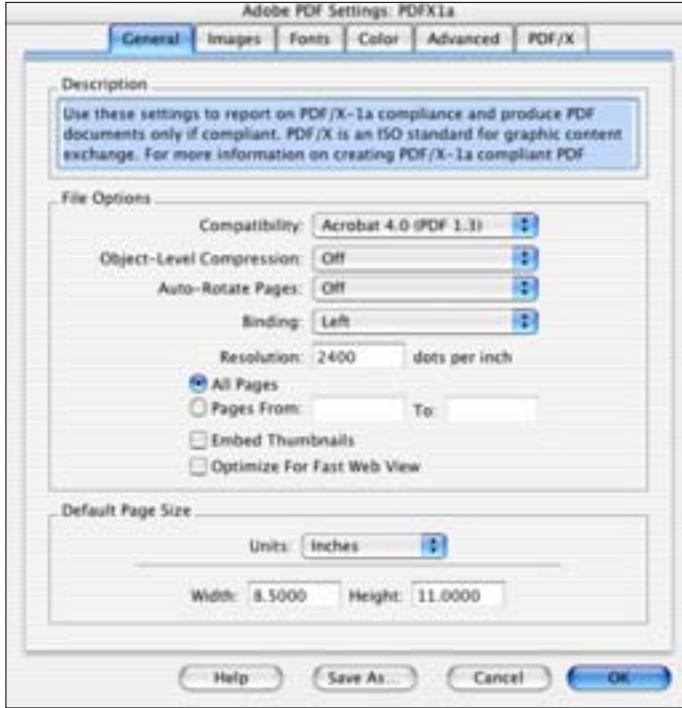 Adobe PDF Settings: PDFX1a
General Images Fonts Color Advanced PDF/X
Description
Use these settings to report on PDF/X-1a compliance and produce PDF
documents only if compliant. PDF/X is an ISO standard for graphic content
exchange. For more information on creating PDF/X-1a compliant PDF
File Options
Compatibility: Acrobat 4.0 (PDF 1.3)
Object-Level Compression: Off
Auto-Rotate Pages: Off
Binding: Left
Resolution: 2400 dots per inch
All Pages
Pages From: To:
Embed Thumbnails
Optimize For Fast Web View
Default Page Size
Units: Inches
Width: 8.5000 Height: 11.0000
Help Save As... Cancel OK